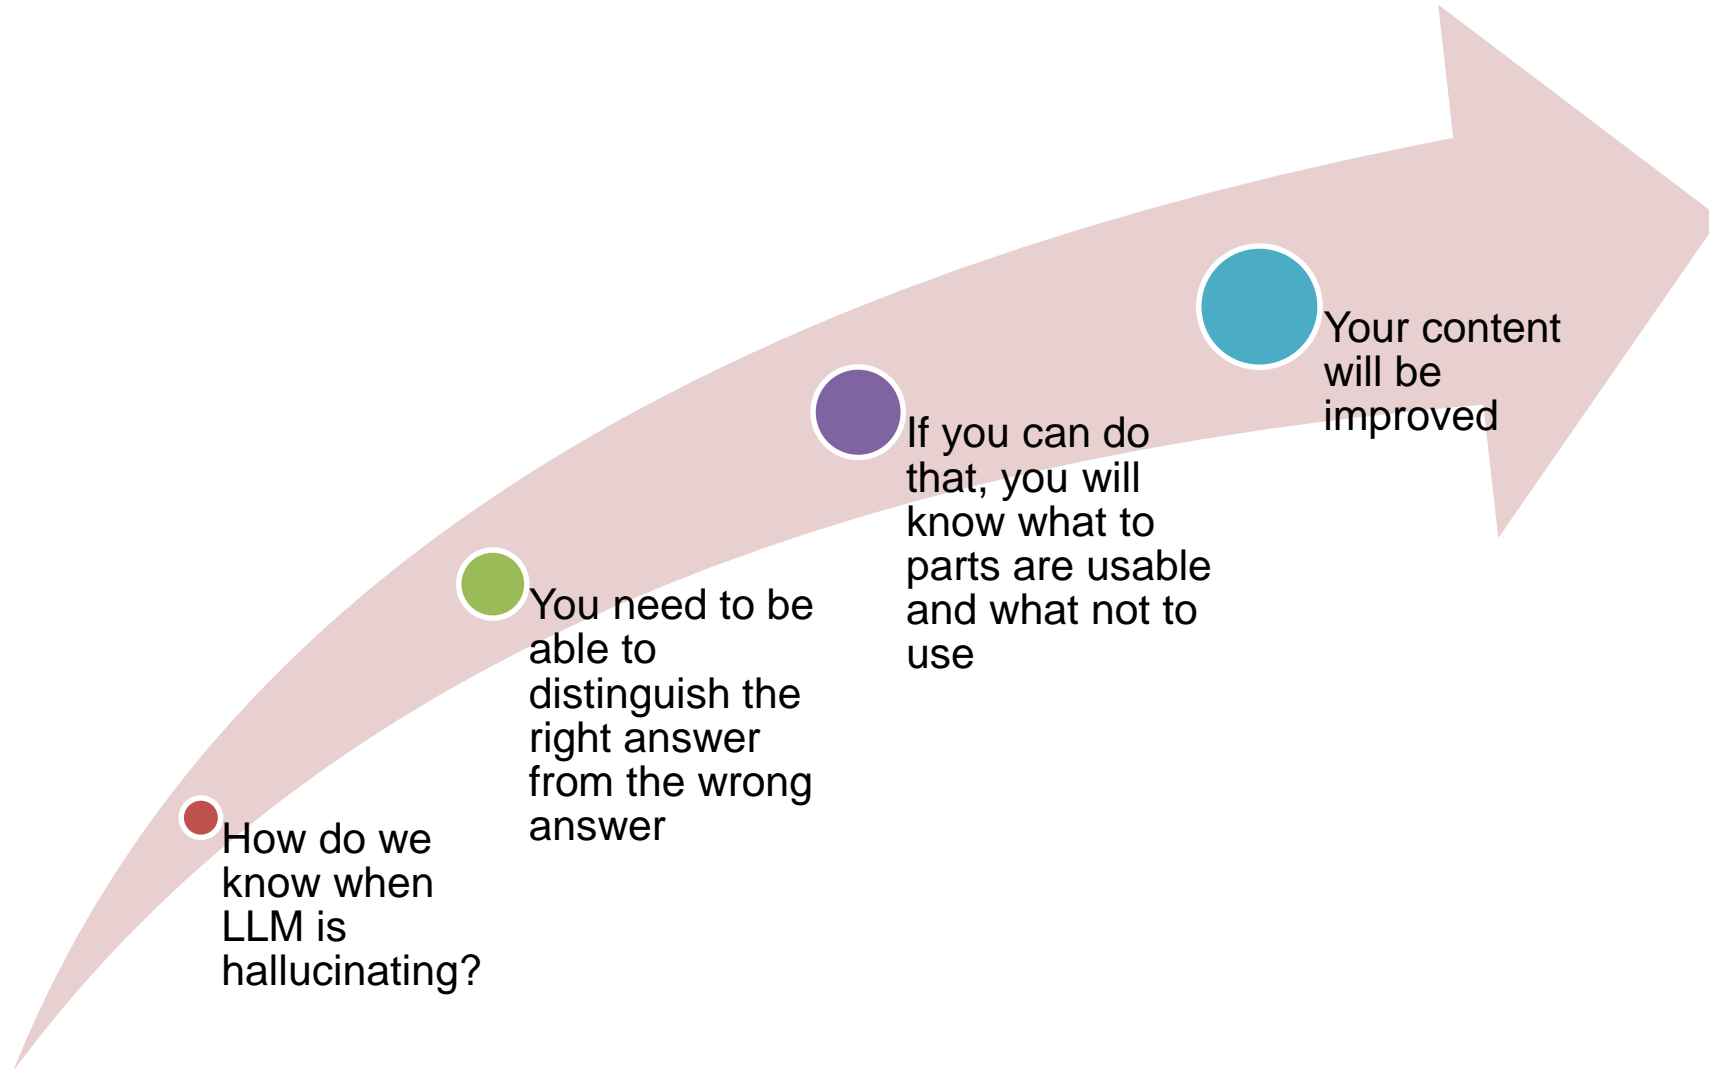 How do we
know when
LLM is
hallucinating?
You need to be
able to
distinguish the
right answer
from the wrong
answer
If you can do
that, you will
know what to
parts are usable
and what not to
use
Your content
will be
improved